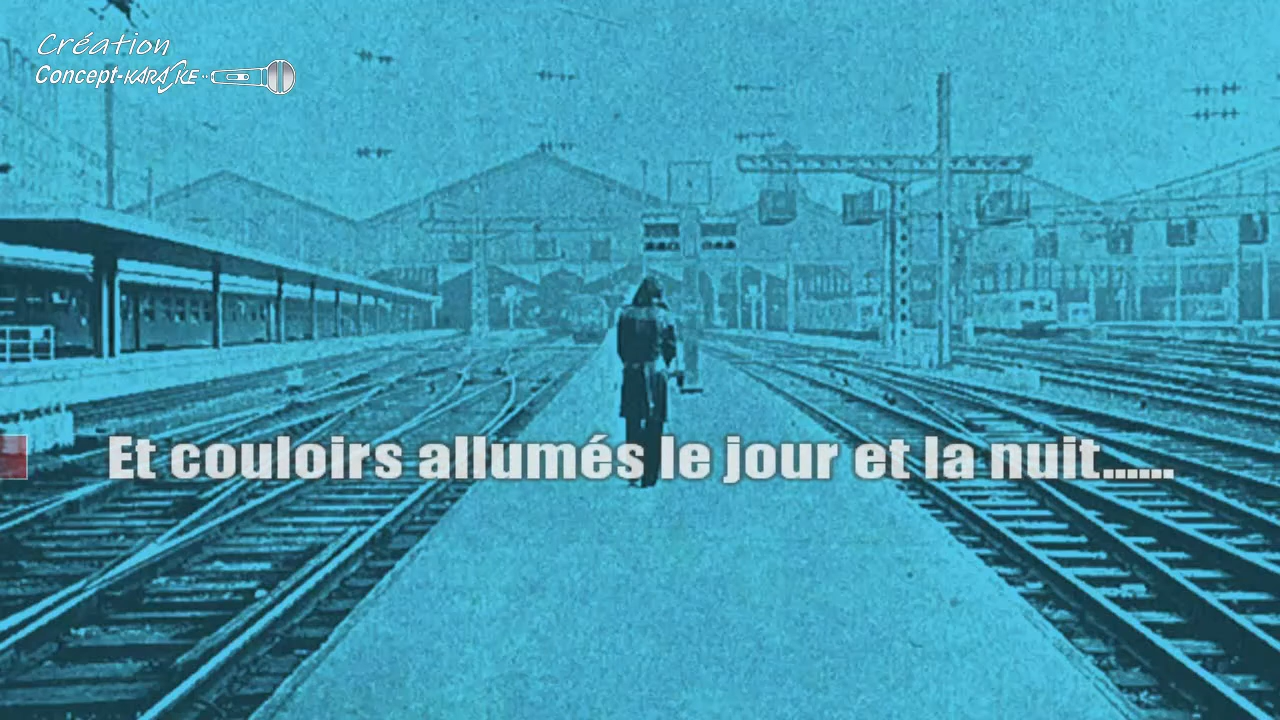 Création
Concept-KARAOKE
Et couloirs allumés le jour et la nuit......